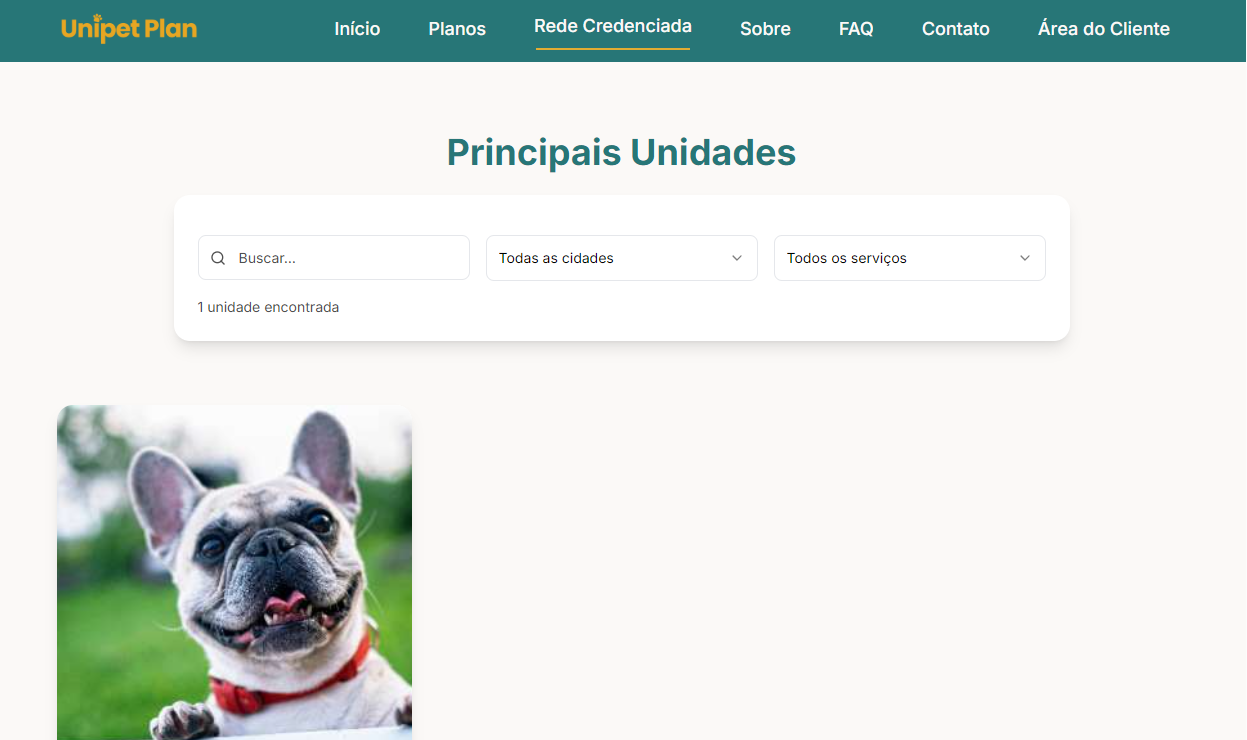 Unipet Plan
Início
Planos
Rede Credenciada
Sobre
FAQ
Contato
Área do Cliente
Principais Unidades
Buscar...
Todas as cidades
Todos os serviços
1 unidade encontrada